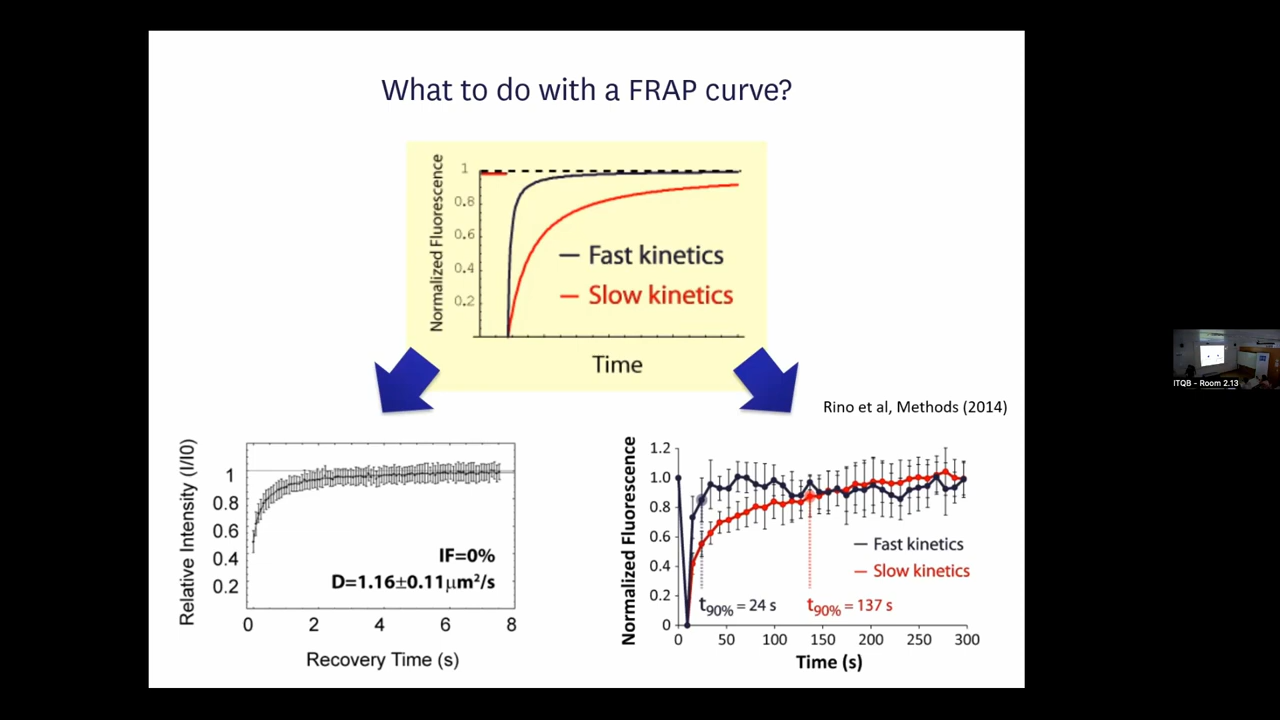 What to do with a FRAP curve?
Normalized Fluorescence
1
0.8
0.6
0.4
0.2
Fast kinetics
Slow kinetics
Time
Rino et al, Methods (2014)
Relative Intensity (I/I0)
1
0.8
0.6
0.4
0.2
IF=0%
D=1.16±0.11μm²/s
0 2 4 6 8
Recovery Time (s)
Normalized Fluorescence
1.2
1.0
0.8
0.6
0.4
0.2
0
Fast kinetics
Slow kinetics
t90% = 24 s t90% = 137 s
0 50 100 150 200 250 300
Time (s)
ITQB - Room 2.13